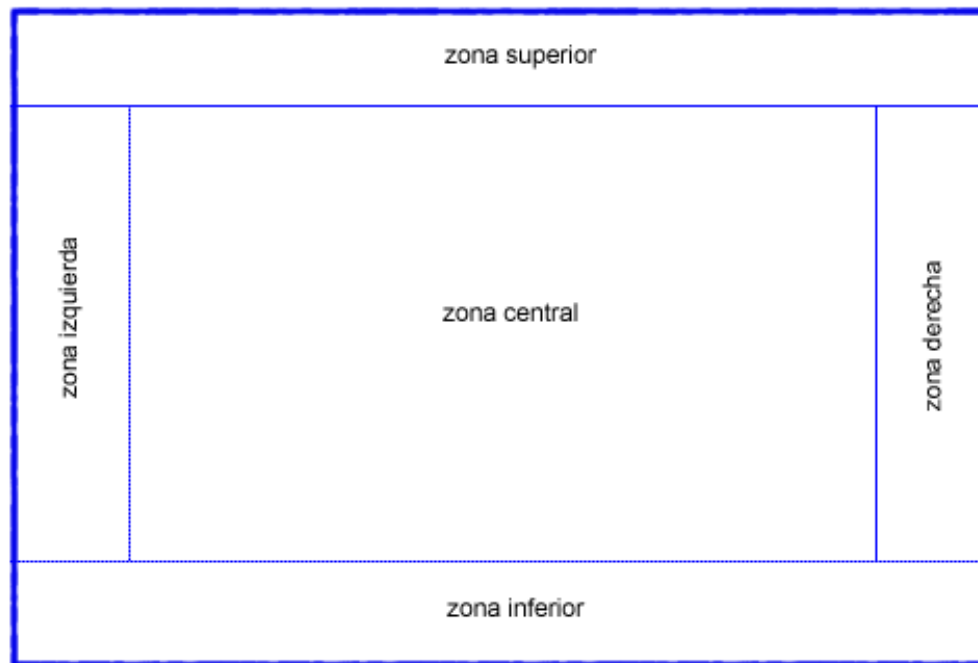 zona superior
zona izquierda
zona central
zona derecha
zona inferior